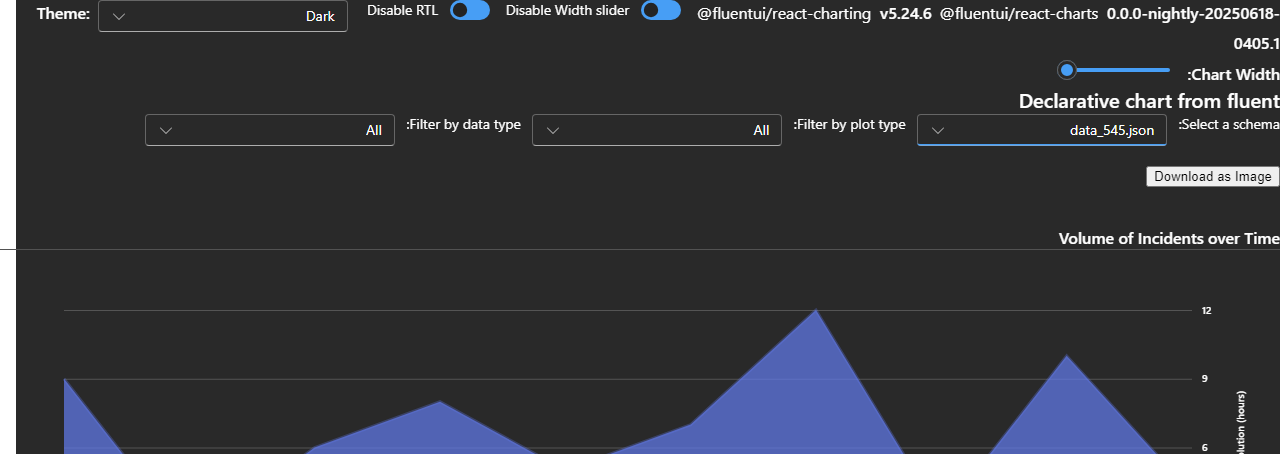 Theme:
Dark
Disable RTL
Disable Width slider
@fluentui/react-charting v5.24.6 @fluentui/react-charts 0.0.0-nightly-20250618-
0405.1
:Chart Width
Declarative chart from fluent
:Select a schema
data_545.json
:Filter by plot type
All
:Filter by data type
All
Download as Image
Volume of Incidents over Time
12
9
6
(hours)